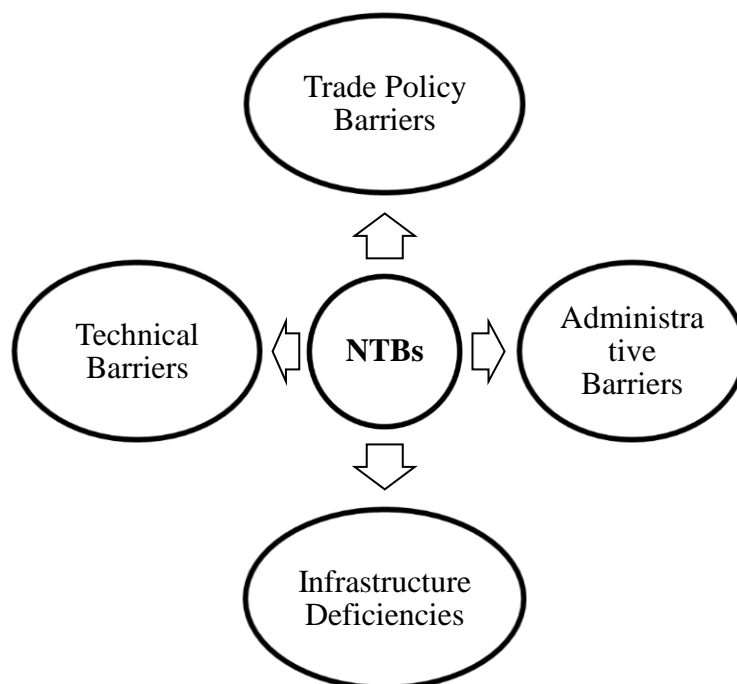 Trade Policy
Barriers
Technical
Barriers
NTBs
Administra
tive
Barriers
Infrastructure
Deficiencies